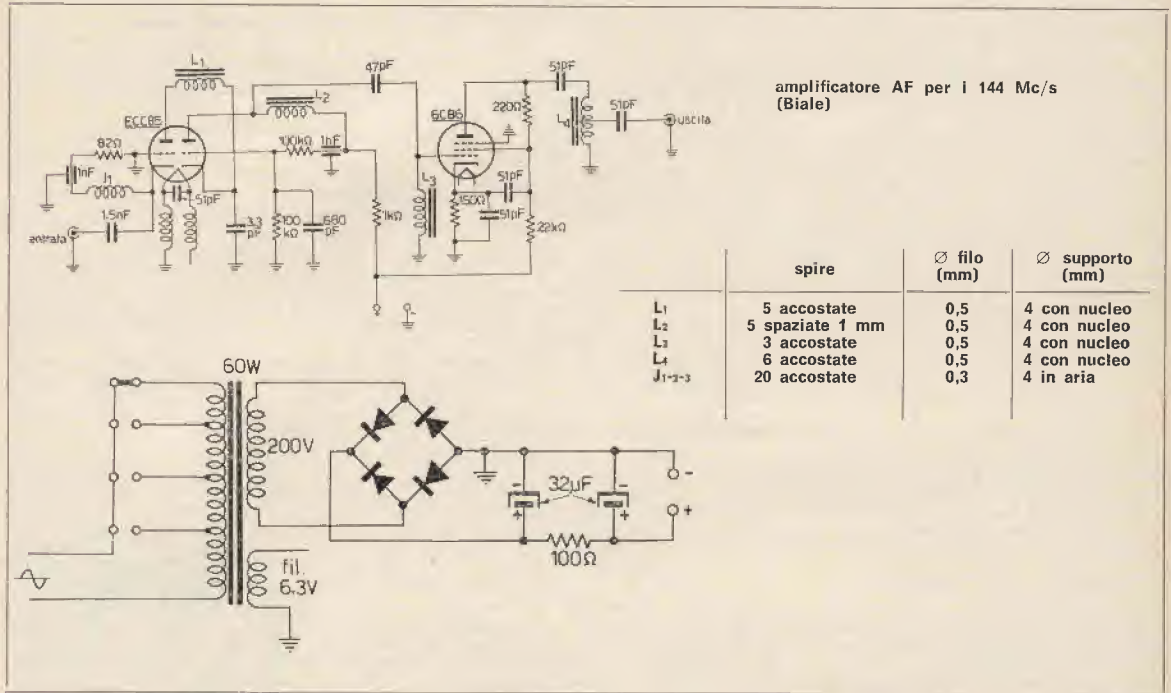 amplificatore AF per i 144 Mc/s
(Biale)
L1
ECC85
82Ω
1nF
J1
51pF
1,5nF
entrata
3,3 pF
L2
100kΩ
1nF
100 kΩ
680 pF
1kΩ
47pF
6CB6
L3
150Ω
51pF
51pF
220Ω
22kΩ
51pF
L4
51pF
uscita
spire
Ø filo (mm)
Ø supporto (mm)
L1 5 accostate 0,5 4 con nucleo
L2 5 spaziate 1 mm 0,5 4 con nucleo
L3 3 accostate 0,5 4 con nucleo
L4 6 accostate 0,5 4 con nucleo
J1-2-3 20 accostate 0,3 4 in aria
60W
200V
fil. 6.3V
32µF
100Ω
-
+
-
+
-
+